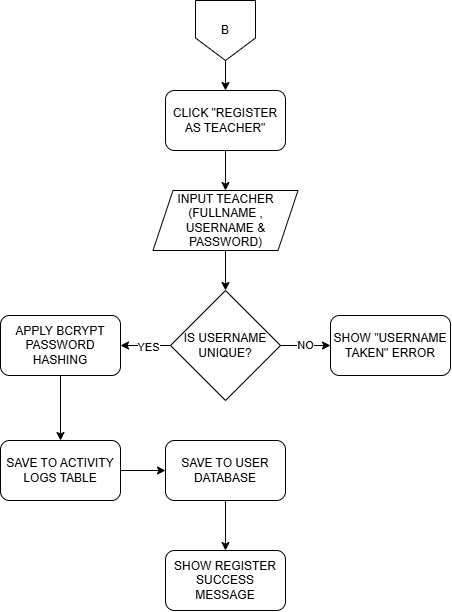 B
CLICK "REGISTER
AS TEACHER"
INPUT TEACHER
(FULLNAME ,
USERNAME &
PASSWORD)
IS USERNAME
UNIQUE?
YES
NO
APPLY BCRYPT
PASSWORD
HASHING
SHOW "USERNAME
TAKEN" ERROR
SAVE TO ACTIVITY
LOGS TABLE
SAVE TO USER
DATABASE
SHOW REGISTER
SUCCESS
MESSAGE